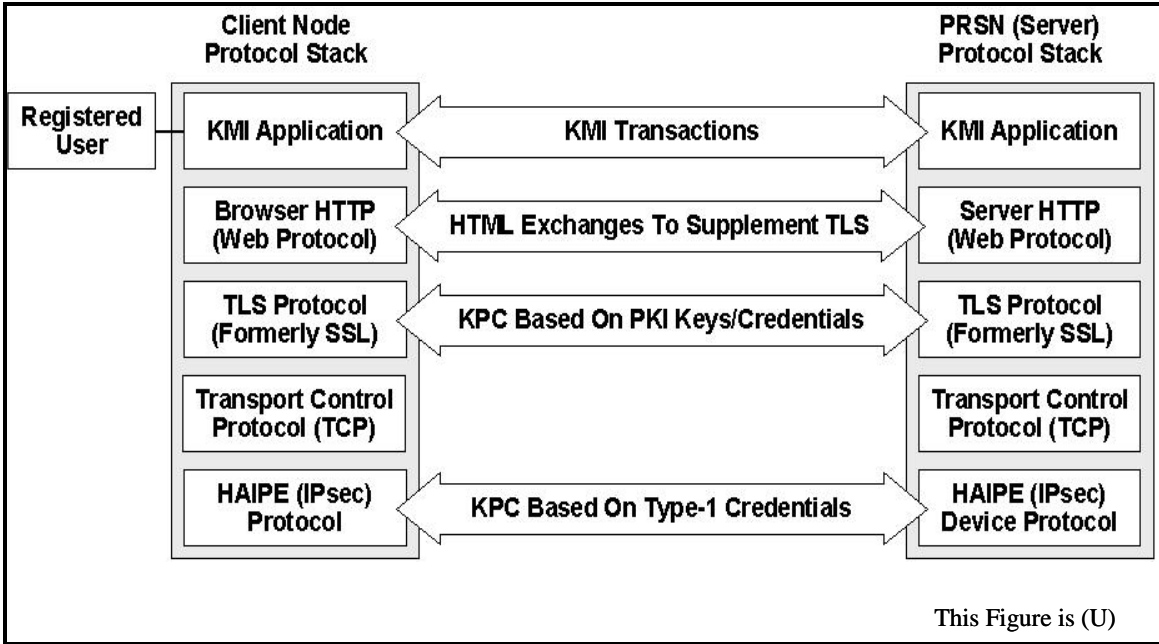 Client Node
Protocol Stack
PRSN (Server)
Protocol Stack
Registered
User
KMI Application
KMI Transactions
KMI Application
Browser HTTP
(Web Protocol)
HTML Exchanges To Supplement TLS
Server HTTP
(Web Protocol)
TLS Protocol
(Formerly SSL)
KPC Based On PKI Keys/Credentials
TLS Protocol
(Formerly SSL)
Transport Control
Protocol (TCP)
Transport Control
Protocol (TCP)
HAIPE (IPsec)
Protocol
KPC Based On Type-1 Credentials
HAIPE (IPsec)
Device Protocol
This Figure is (U)